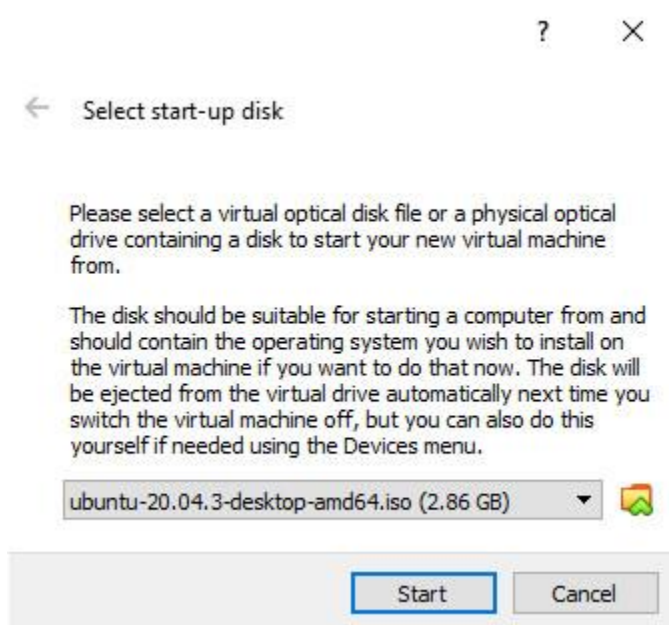 ?
Select start-up disk
Please select a virtual optical disk file or a physical optical
drive containing a disk to start your new virtual machine
from.
The disk should be suitable for starting a computer from and
should contain the operating system you wish to install on
the virtual machine if you want to do that now. The disk will
be ejected from the virtual drive automatically next time you
switch the virtual machine off, but you can also do this
yourself if needed using the Devices menu.
ubuntu-20.04.3-desktop-amd64.iso (2.86 GB)
Start Cancel